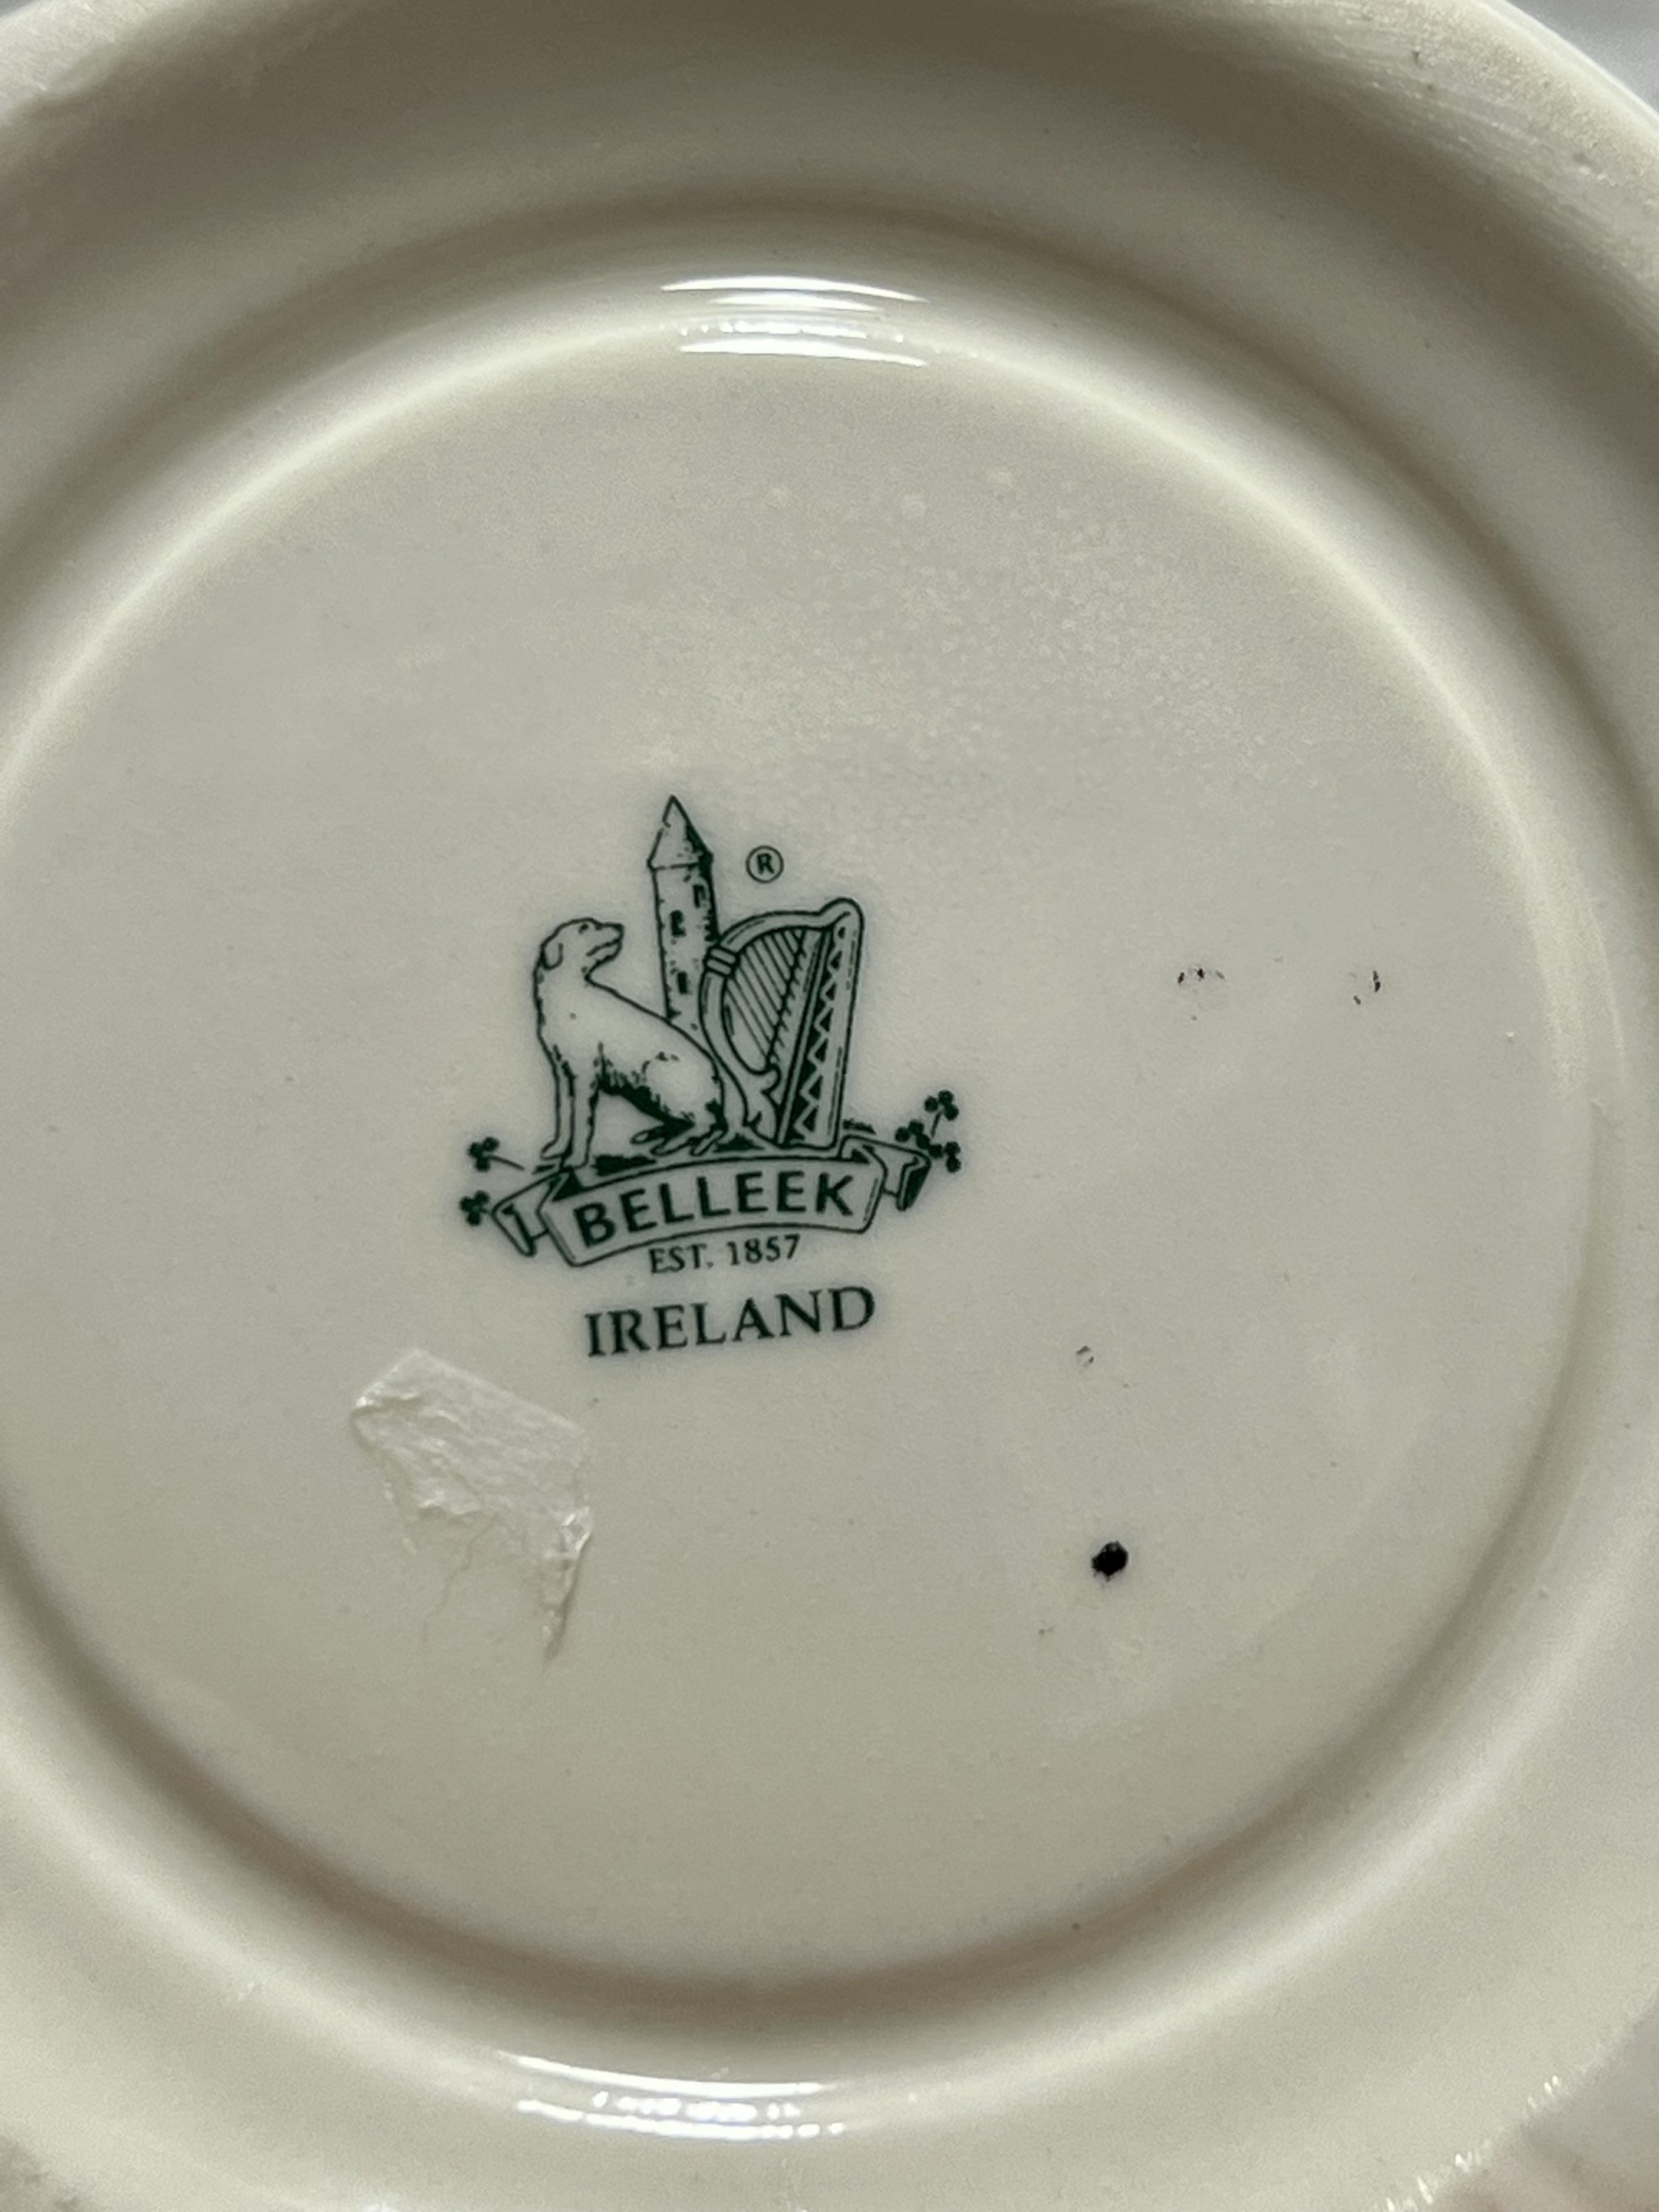 ®
BELLEEK
EST. 1857
IRELAND